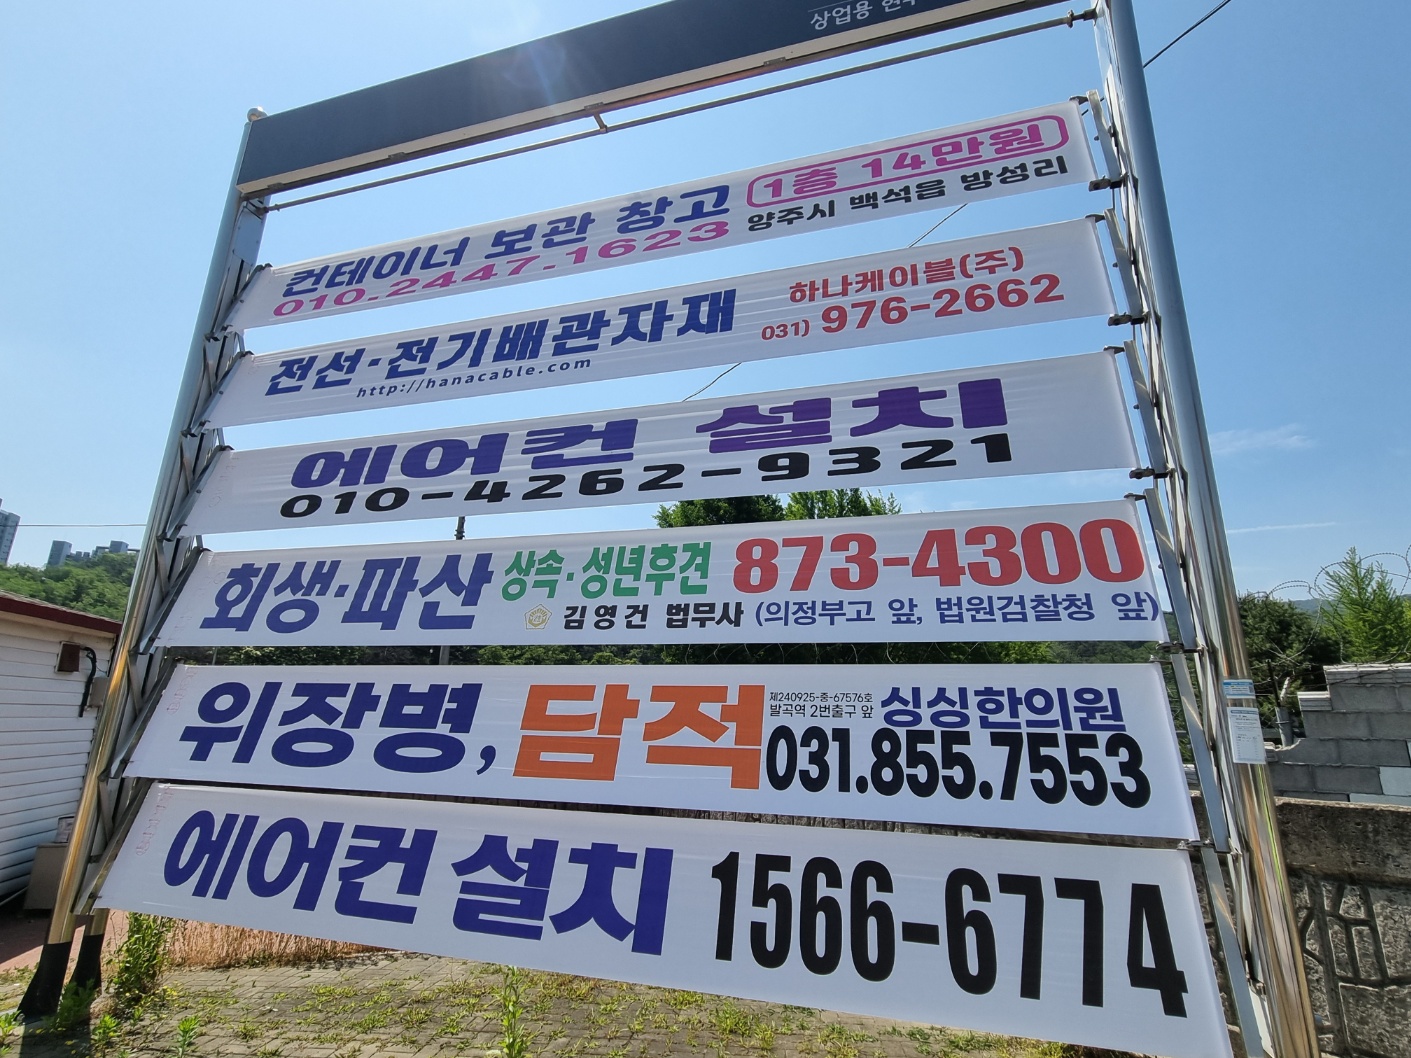 상업용
컨테이너 보관 창고 1층 14만원
010.2447.1623 양주시 백석읍 방성리
전선·전기배관자재 하나케이블(주)
http://hanacable.com 031) 976-2662
에어컨 설치
010-4262-9321
회생·파산 상속·성년후견 873-4300
김영건 법무사 (의정부고 앞, 법원검찰청 앞)
위장병, 담적 제240925-중-67576호 싱싱한의원
발곡역 2번출구 앞 031.855.7553
에어컨 설치 1566-6774